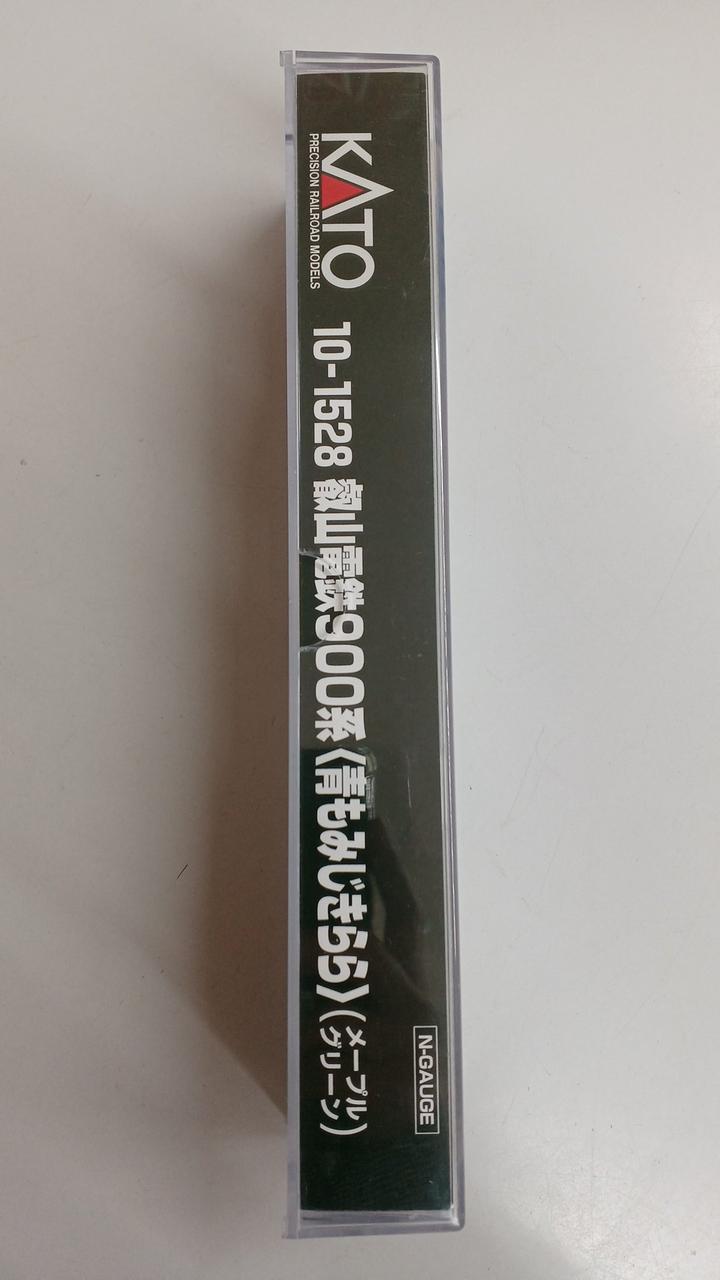 KATO
PRECISION RAILROAD MODELS
10-1528 叡山電鉄900系〈青もみじきらら〉(メープル
グリーン)
N-GAUGE